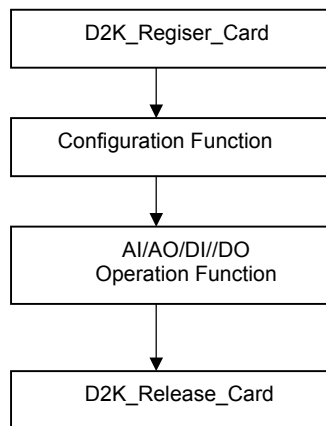 D2K_Regiser_Card
Configuration Function
AI/AO/DI//DO
Operation Function
D2K_Release_Card